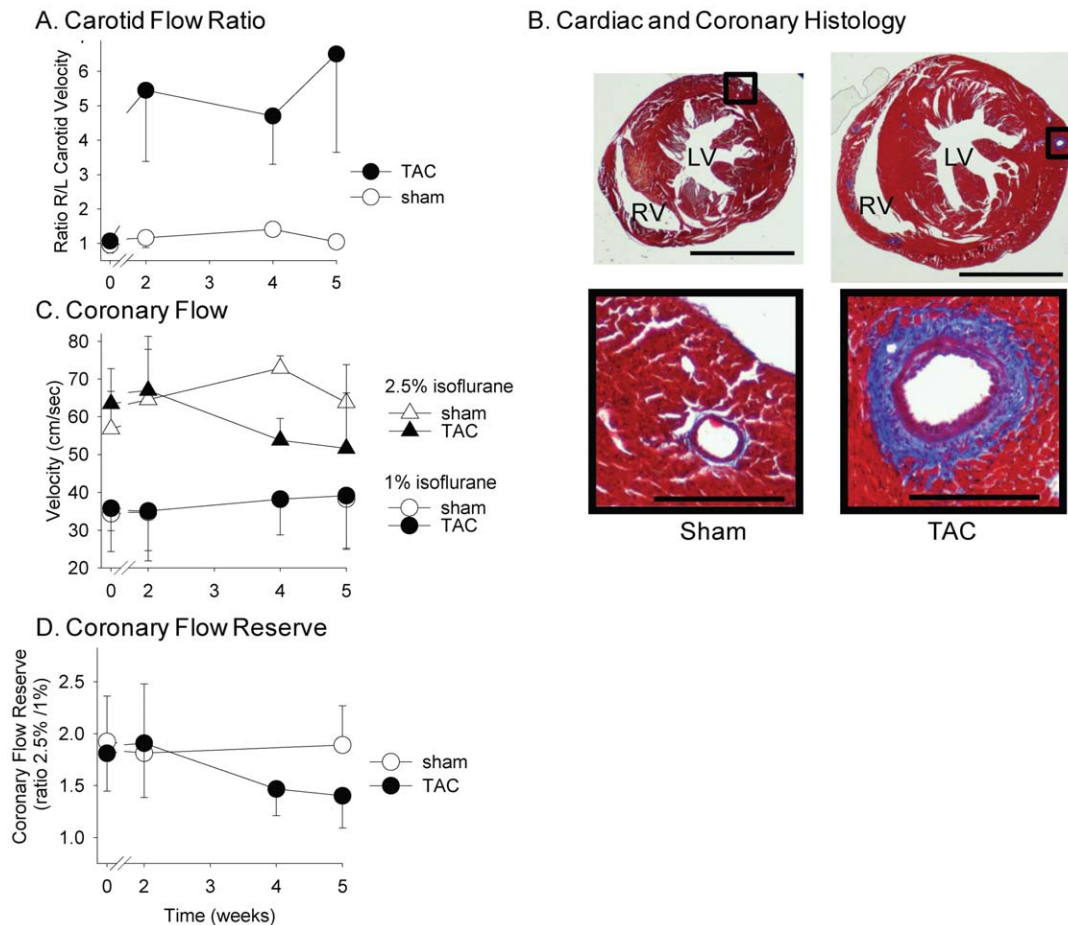 A. Carotid Flow Ratio
Ratio R/L Carotid Velocity
6
5
4
3
2
1
0
2
3
4
5
TAC
sham
B. Cardiac and Coronary Histology
LV
RV
LV
RV
Sham
TAC
C. Coronary Flow
Velocity (cm/sec)
80
70
60
50
40
30
20
0
2
3
4
5
2.5% isoflurane
sham
TAC
1% isoflurane
sham
TAC
D. Coronary Flow Reserve
Coronary Flow Reserve
(ratio 2.5% /1%)
2.5
2.0
1.5
1.0
0
2
3
4
5
Time (weeks)
sham
TAC